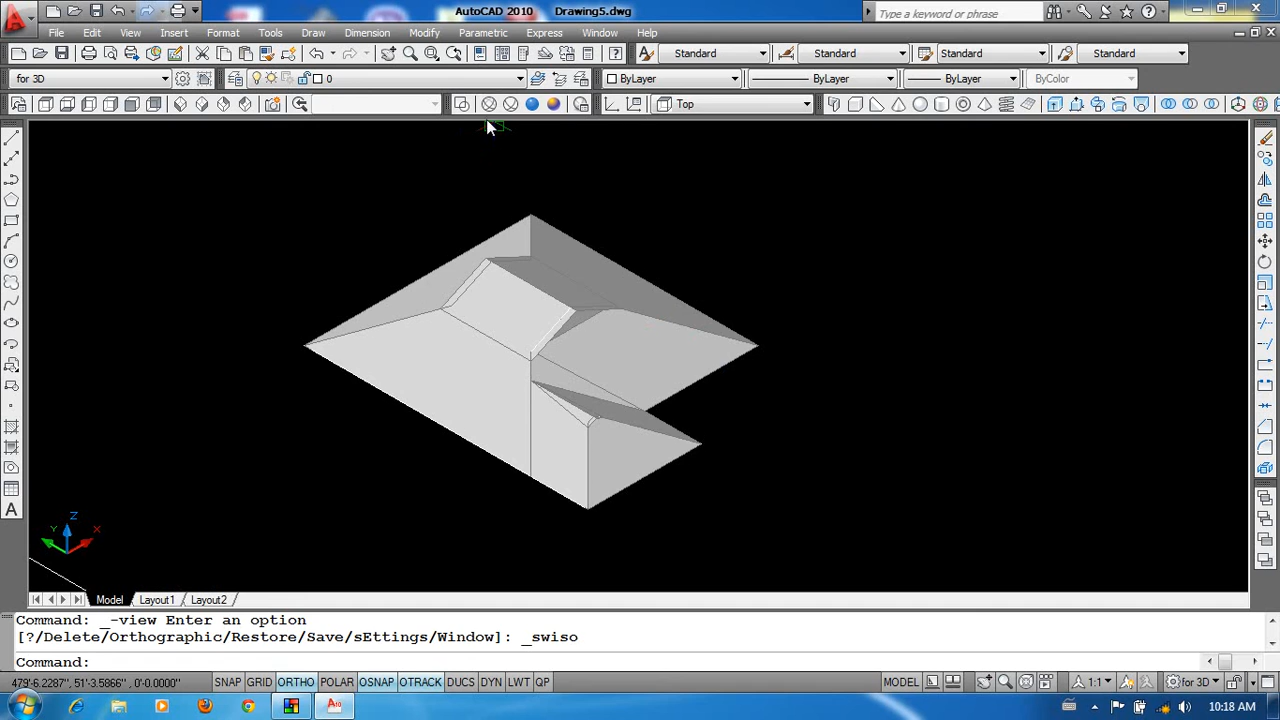 AutoCAD 2010 Drawing5.dwg
Type a keyword or phrase
File Edit View Insert Format Tools Draw Dimension Modify Parametric Express Window Help
Standard Standard Standard Standard
for 3D 0 ByLayer ByLayer ByLayer ByColor
Top
Z
Y X
Model Layout1 Layout2
Command: _-view Enter an option
[?/Delete/Orthographic/Restore/Save/sEttings/Window]: _swiso
Command:
479'-6.2287", 51'-3.5866" , 0'-0.0000" SNAP GRID ORTHO POLAR OSNAP OTRACK DUCS DYN LWT QP MODEL 1:1 for 3D
10:18 AM